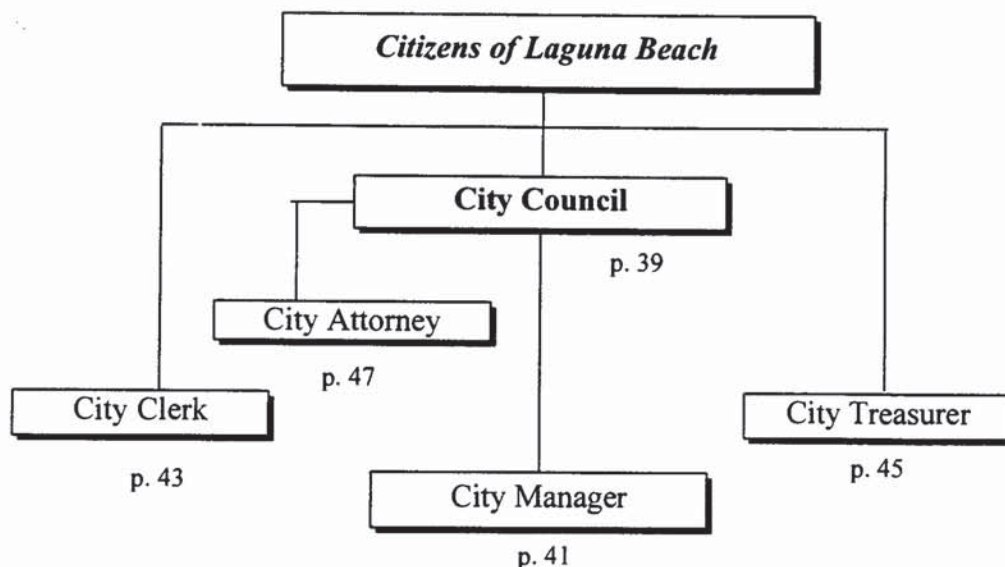 Citizens of Laguna Beach
City Council
p. 39
City Attorney
p. 47
City Clerk
p. 43
City Treasurer
p. 45
City Manager
p. 41